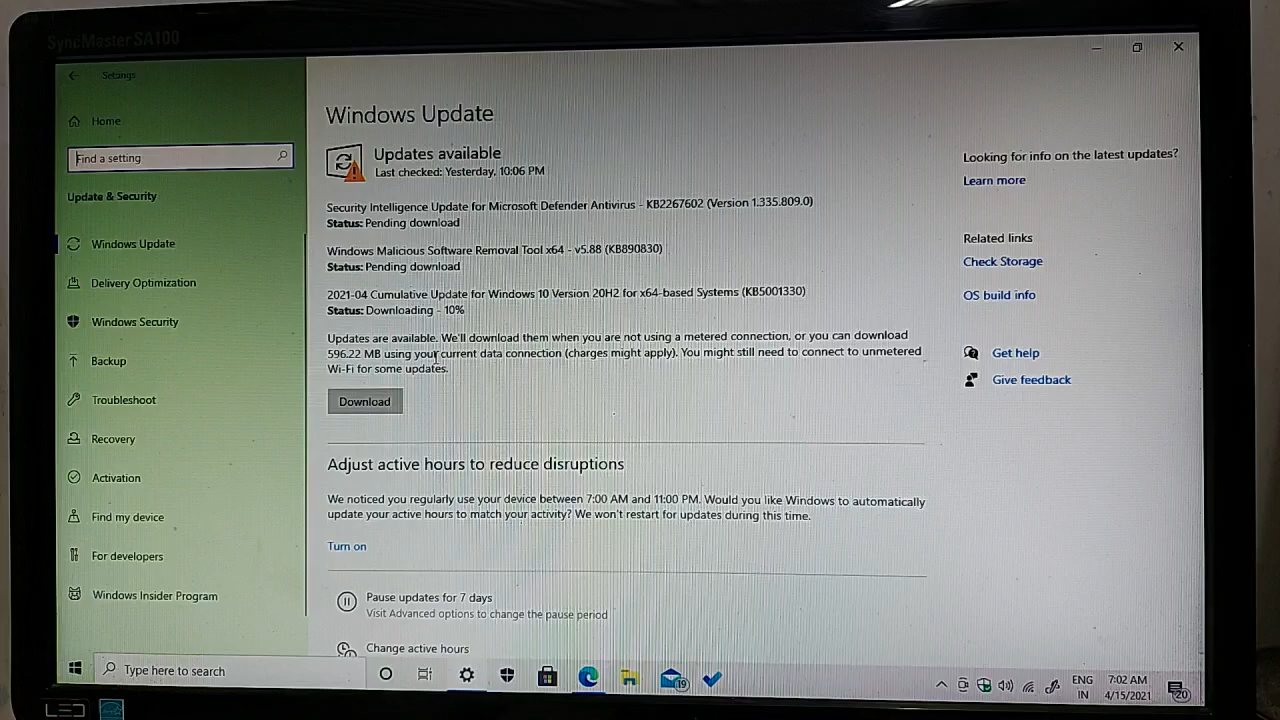 SyncMaster SA100
Settings
Home
Find a setting
Update & Security
Windows Update
Delivery Optimization
Windows Security
Backup
Troubleshoot
Recovery
Activation
Find my device
For developers
Windows Insider Program
Windows Update
Updates available
Last checked: Yesterday, 10:06 PM
Security Intelligence Update for Microsoft Defender Antivirus - KB2267602 (Version 1.335.809.0)
Status: Pending download
Windows Malicious Software Removal Tool x64 - v5.88 (KB890830)
Status: Pending download
2021-04 Cumulative Update for Windows 10 Version 20H2 for x64-based Systems (KB5001330)
Status: Downloading - 10%
Updates are available. We'll download them when you are not using a metered connection, or you can download
596.22 MB using your current data connection (charges might apply). You might still need to connect to unmetered
Wi-Fi for some updates.
Download
Adjust active hours to reduce disruptions
We noticed you regularly use your device between 7:00 AM and 11:00 PM. Would you like Windows to automatically
update your active hours to match your activity? We won't restart for updates during this time.
Turn on
Pause updates for 7 days
Visit Advanced options to change the pause period
Change active hours
Looking for info on the latest updates?
Learn more
Related links
Check Storage
OS build info
Get help
Give feedback
Type here to search
19
ENG
IN
7:02 AM
4/15/2021
20
LED